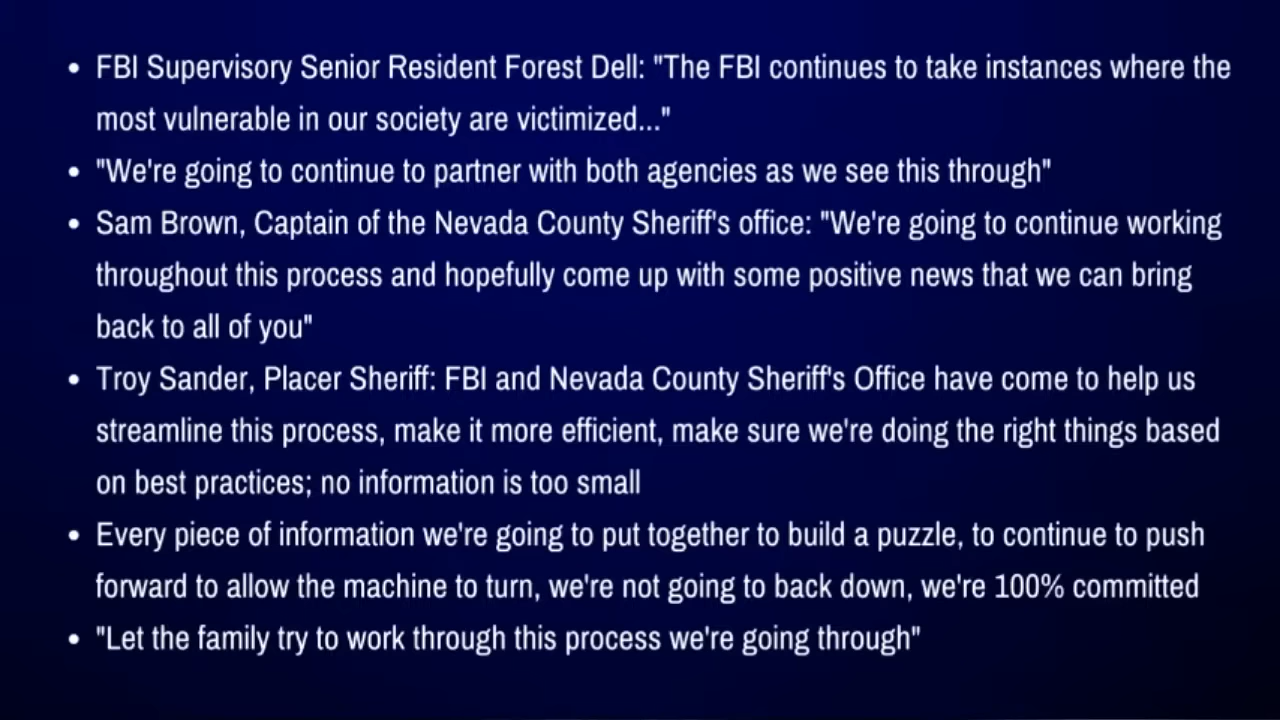 • FBI Supervisory Senior Resident Forest Dell: "The FBI continues to take instances where the
most vulnerable in our society are victimized..."
• "We're going to continue to partner with both agencies as we see this through"
• Sam Brown, Captain of the Nevada County Sheriff's office: "We're going to continue working
throughout this process and hopefully come up with some positive news that we can bring
back to all of you"
• Troy Sander, Placer Sheriff: FBI and Nevada County Sheriff's Office have come to help us
streamline this process, make it more efficient, make sure we're doing the right things based
on best practices; no information is too small
• Every piece of information we're going to put together to build a puzzle, to continue to push
forward to allow the machine to turn, we're not going to back down, we're 100% committed
• "Let the family try to work through this process we're going through"